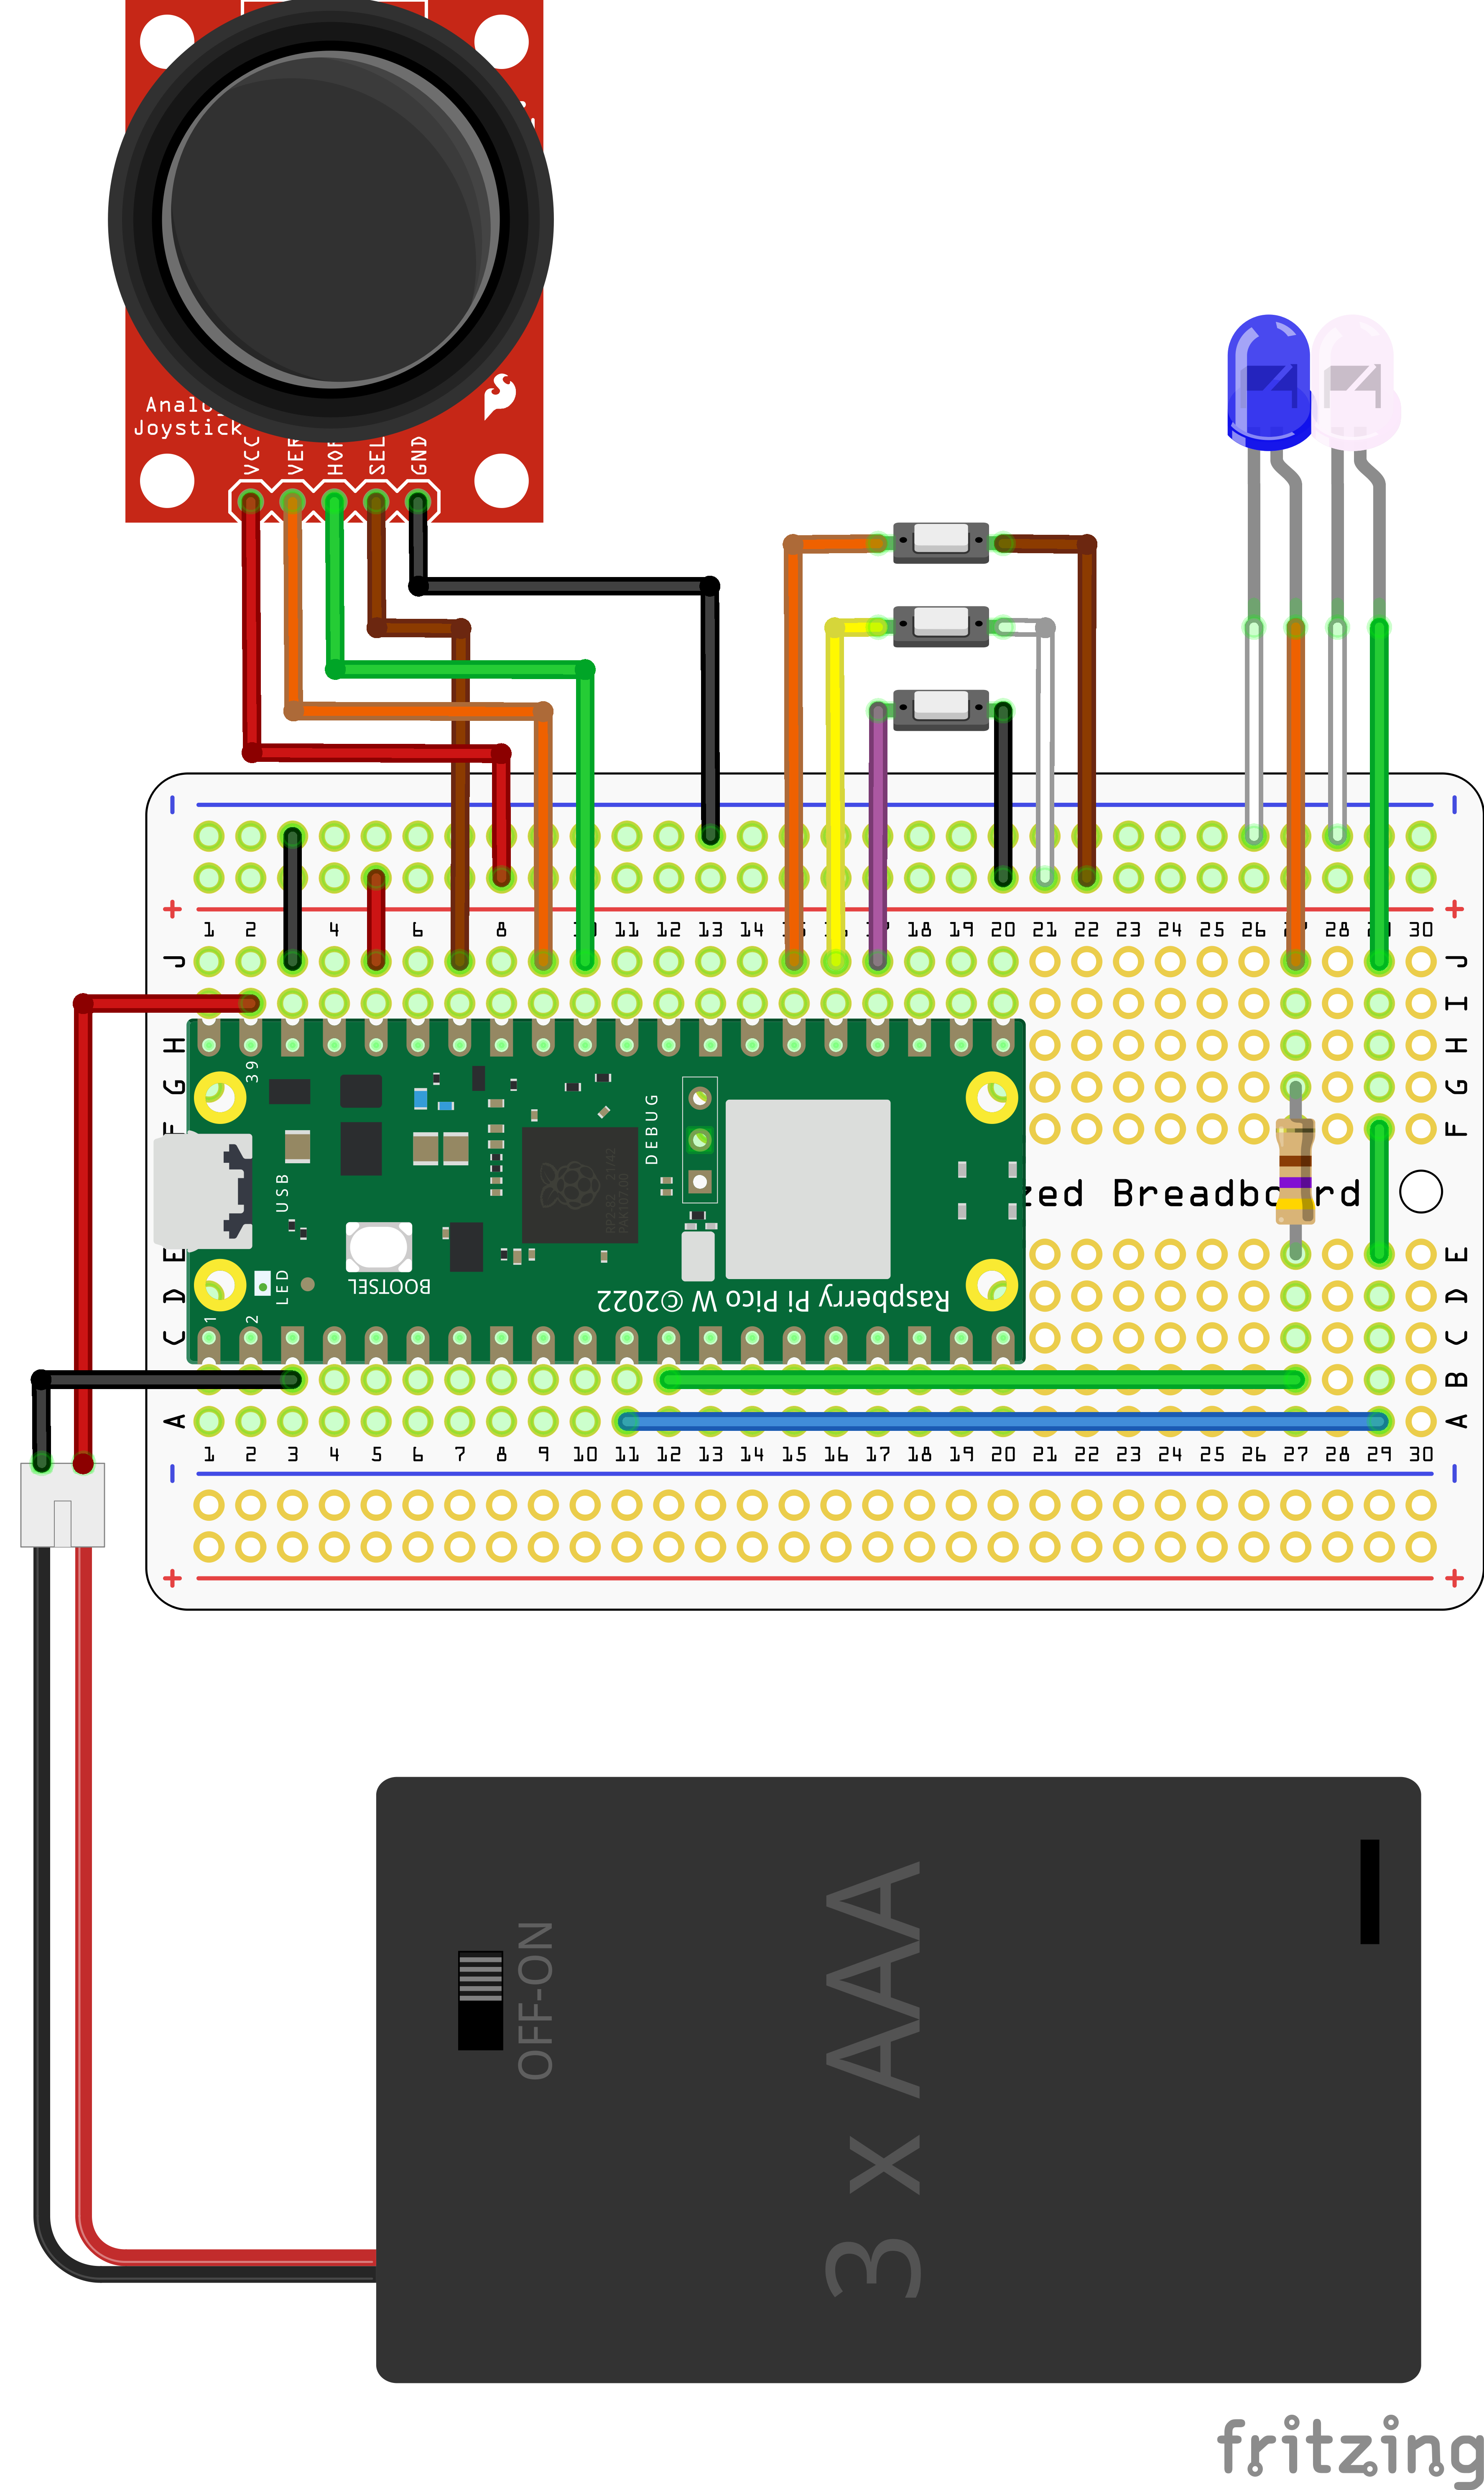 Analog
Joystick
VCC
VER
HOR
SEL
GND
- -
+ +
1 2 4 6 8 10 11 12 13 14 15 16 17 18 19 20 21 22 23 24 25 26 27 28 29 30
J J
I
H H
G G
F F
39
DEBUG
USB
zed Breadboard
E E
LED
BOOTSEL
Raspberry Pi Pico W ©2022
D D
1 2
C C
B
A A
1 2 3 4 5 6 7 8 9 10 11 12 13 14 15 16 17 18 19 20 21 22 23 24 25 26 27 28 29 30
- -
+ +
OFF-ON
3 x AAA
fritzing